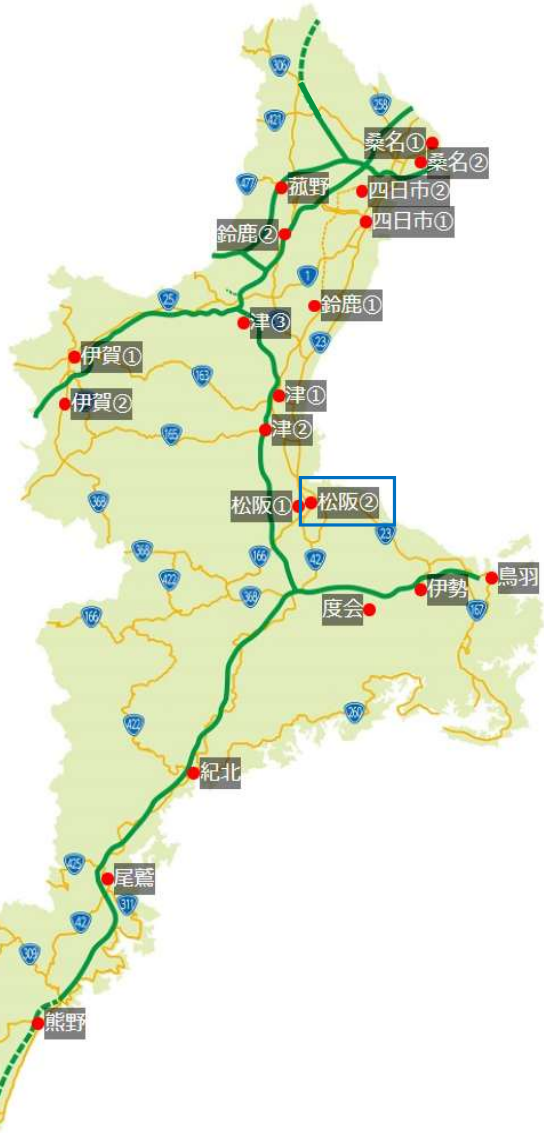 306
258
421
桑名①
桑名②
477
菰野
四日市②
四日市①
鈴鹿②
1
25
鈴鹿①
津③
23
伊賀①
163
津①
伊賀②
165
津②
368
松阪①
松阪②
23
368
166
42
422
368
伊勢
鳥羽
度会
167
166
260
422
紀北
425
尾鷲
311
42
309
熊野